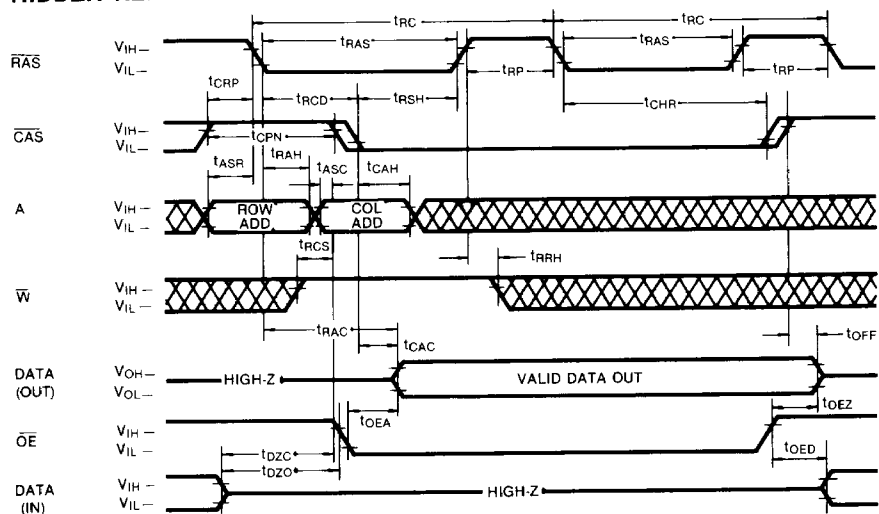 tRC tRC
RAS VIH— VIL— tRAS tRP tRAS tRP
tCRP tRCD tRSH tCHR
CAS VIH— VIL— tCPN
tASR tRAH tASC tCAH
A VIH— VIL— ROW ADD COL ADD
tRCS tRRH
W VIH— VIL—
tRAC tCAC tOFF
DATA (OUT) VOH— VOL— HIGH-Z VALID DATA OUT
tOEA tOEZ
OE VIH— VIL—
tDZC tOED
tDZO
DATA (IN) VIH— VIL— HIGH-Z